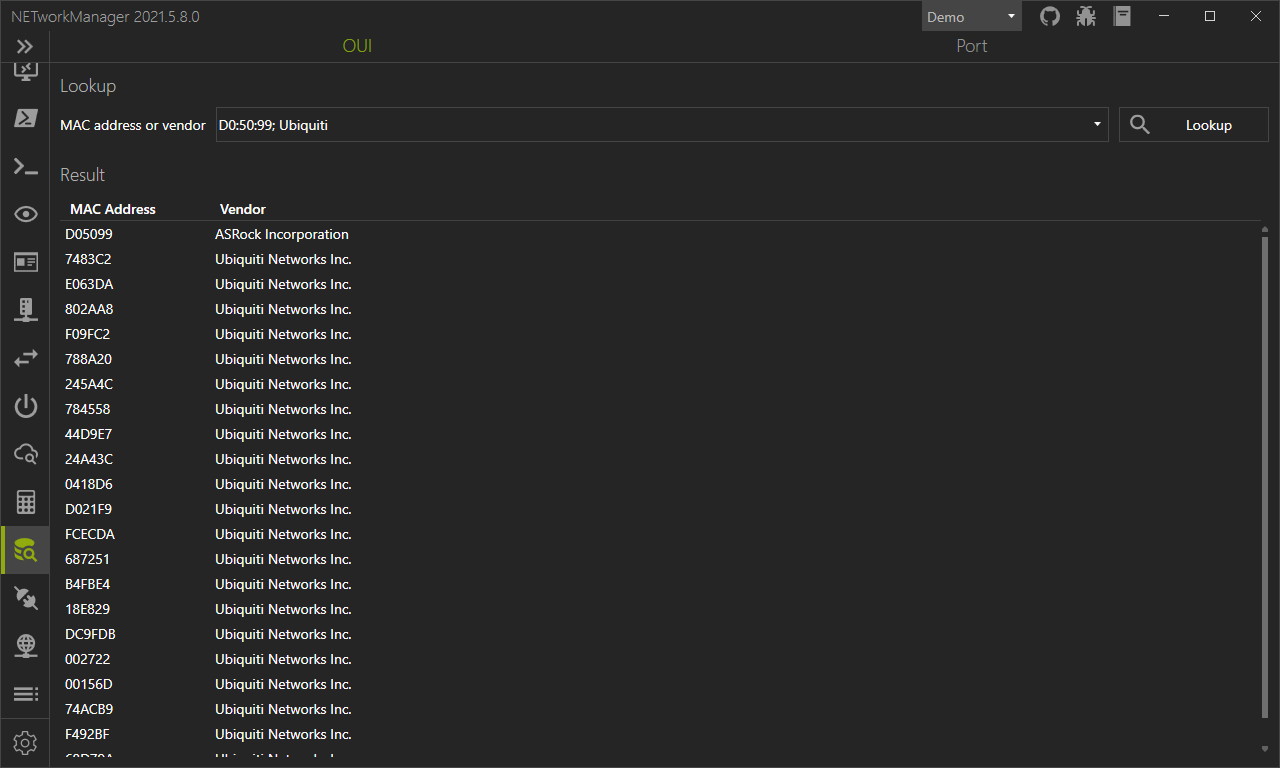 NETworkManager 2021.5.8.0 Demo
OUI Port
Lookup
MAC address or vendor D0:50:99; Ubiquiti Lookup
Result
MAC Address Vendor
D05099 ASRock Incorporation
7483C2 Ubiquiti Networks Inc.
E063DA Ubiquiti Networks Inc.
802AA8 Ubiquiti Networks Inc.
F09FC2 Ubiquiti Networks Inc.
788A20 Ubiquiti Networks Inc.
245A4C Ubiquiti Networks Inc.
784558 Ubiquiti Networks Inc.
44D9E7 Ubiquiti Networks Inc.
24A43C Ubiquiti Networks Inc.
0418D6 Ubiquiti Networks Inc.
D021F9 Ubiquiti Networks Inc.
FCECDA Ubiquiti Networks Inc.
687251 Ubiquiti Networks Inc.
B4FBE4 Ubiquiti Networks Inc.
18E829 Ubiquiti Networks Inc.
DC9FDB Ubiquiti Networks Inc.
002722 Ubiquiti Networks Inc.
00156D Ubiquiti Networks Inc.
74ACB9 Ubiquiti Networks Inc.
F492BF Ubiquiti Networks Inc.